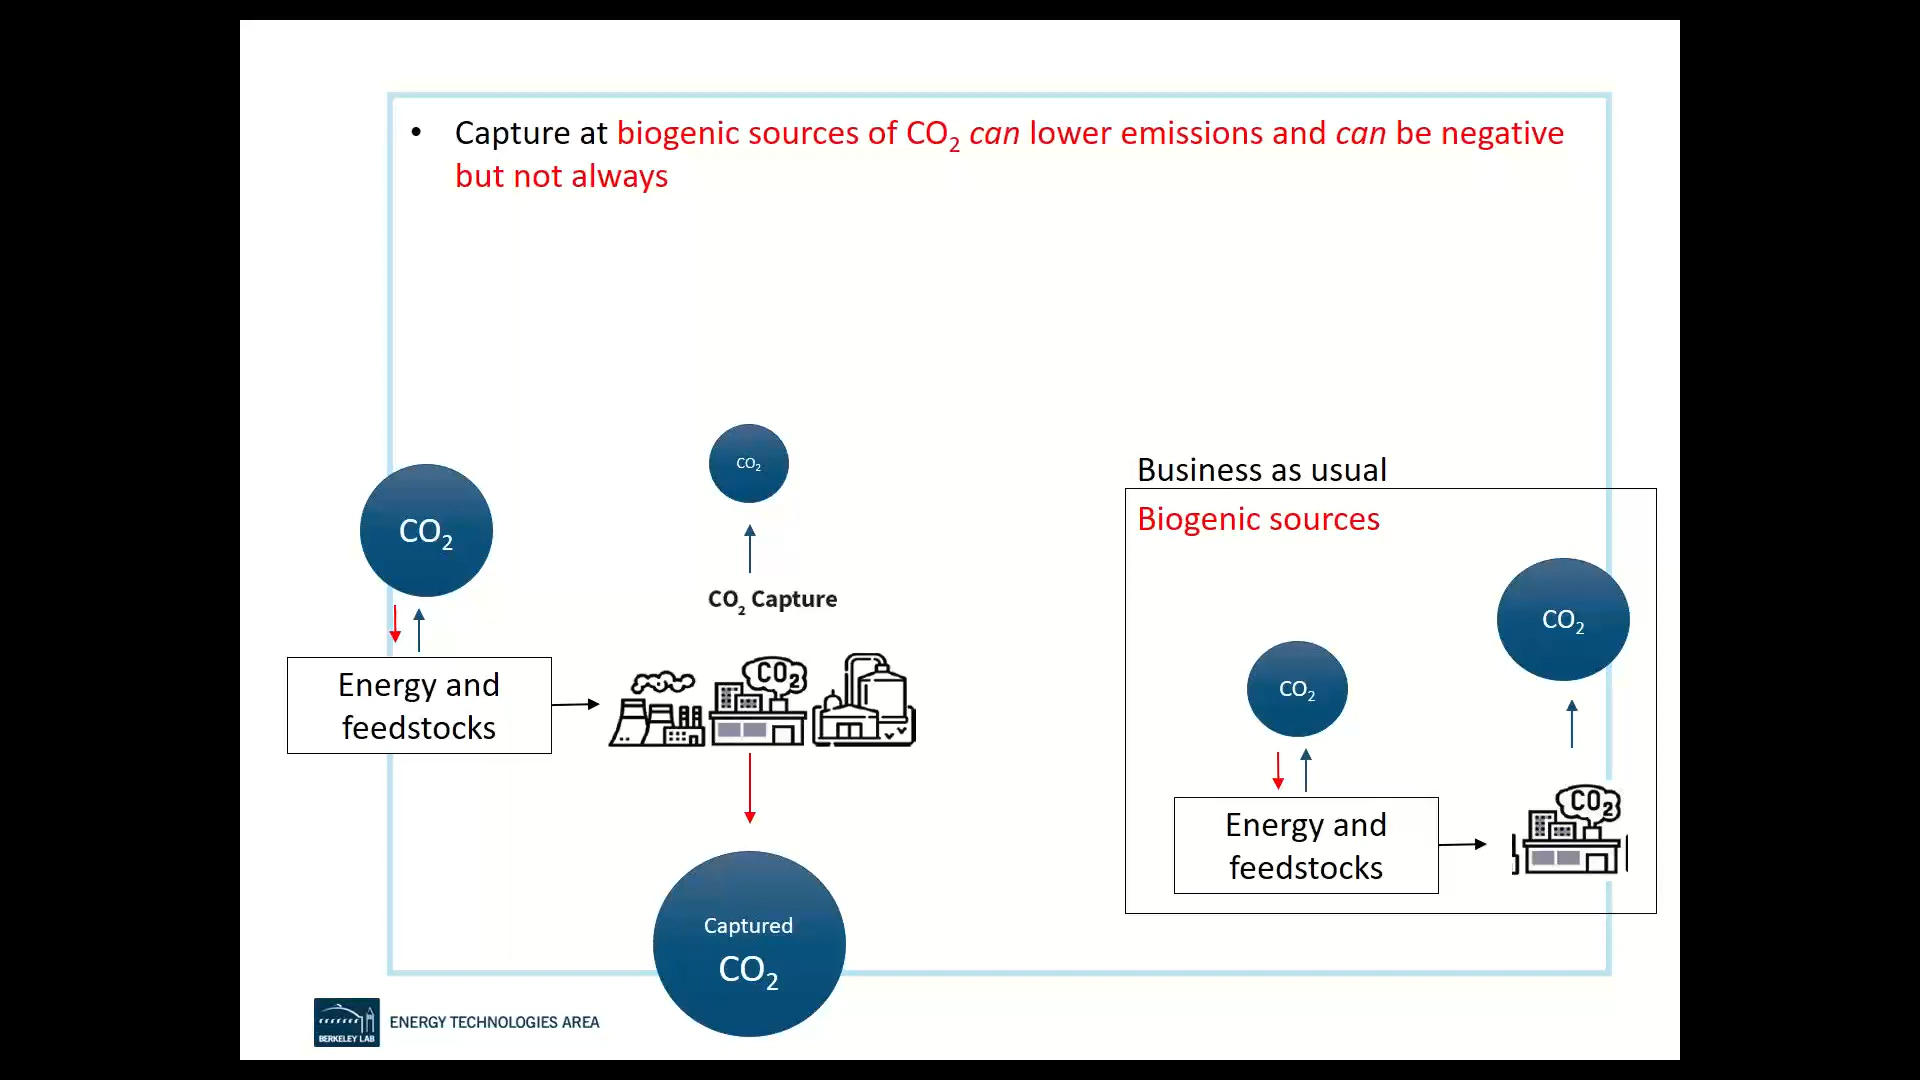 • Capture at biogenic sources of CO₂ can lower emissions and can be negative
but not always
CO₂
CO₂
CO₂ Capture
Energy and
feedstocks
CO₂
Captured
CO₂
Business as usual
Biogenic sources
CO₂
CO₂
Energy and
feedstocks
CO₂
BERKELEY LAB
ENERGY TECHNOLOGIES AREA